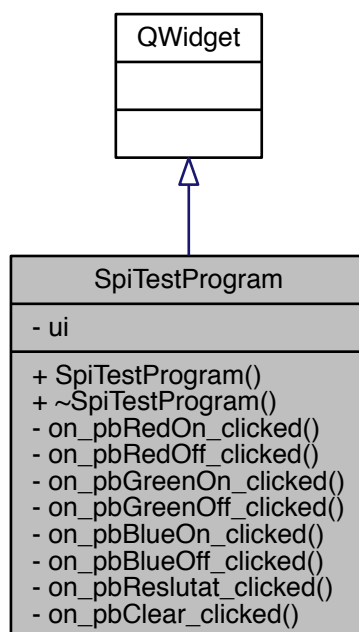 QWidget
SpiTestProgram
- ui
+ SpiTestProgram()
+ ~SpiTestProgram()
- on_pbRedOn_clicked()
- on_pbRedOff_clicked()
- on_pbGreenOn_clicked()
- on_pbGreenOff_clicked()
- on_pbBlueOn_clicked()
- on_pbBlueOff_clicked()
- on_pbReslutat_clicked()
- on_pbClear_clicked()